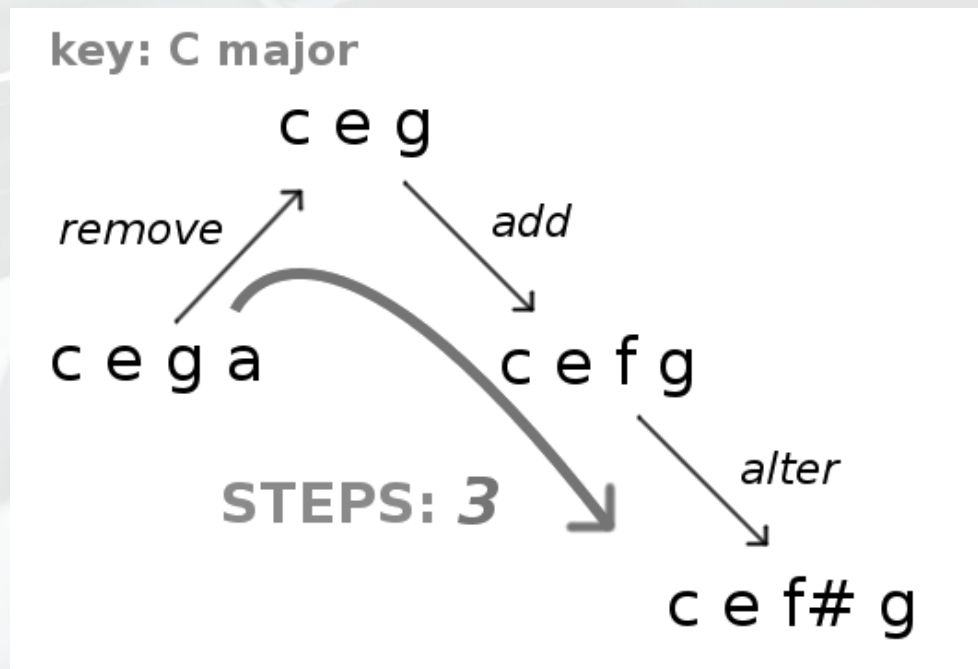 key: C major
c e g
remove
add
c e g a
c e f g
alter
STEPS: 3
c e f# g